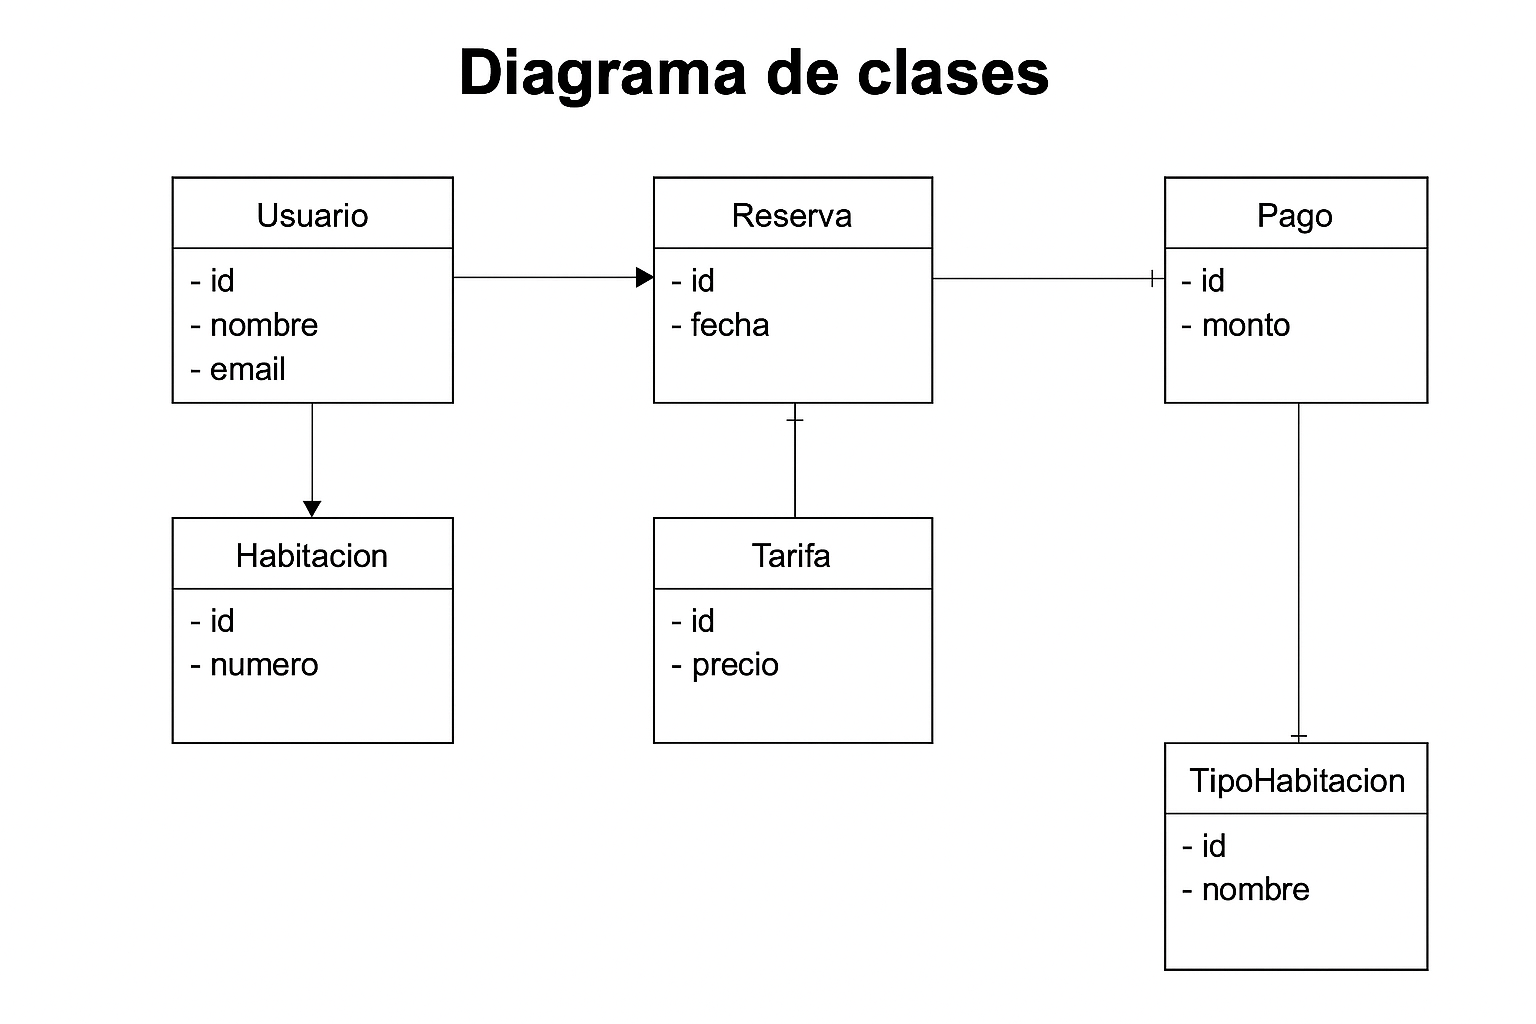 Diagrama de clases
Usuario
- id
- nombre
- email
Reserva
- id
- fecha
Pago
- id
- monto
Habitacion
- id
- numero
Tarifa
- id
- precio
TipoHabitacion
- id
- nombre